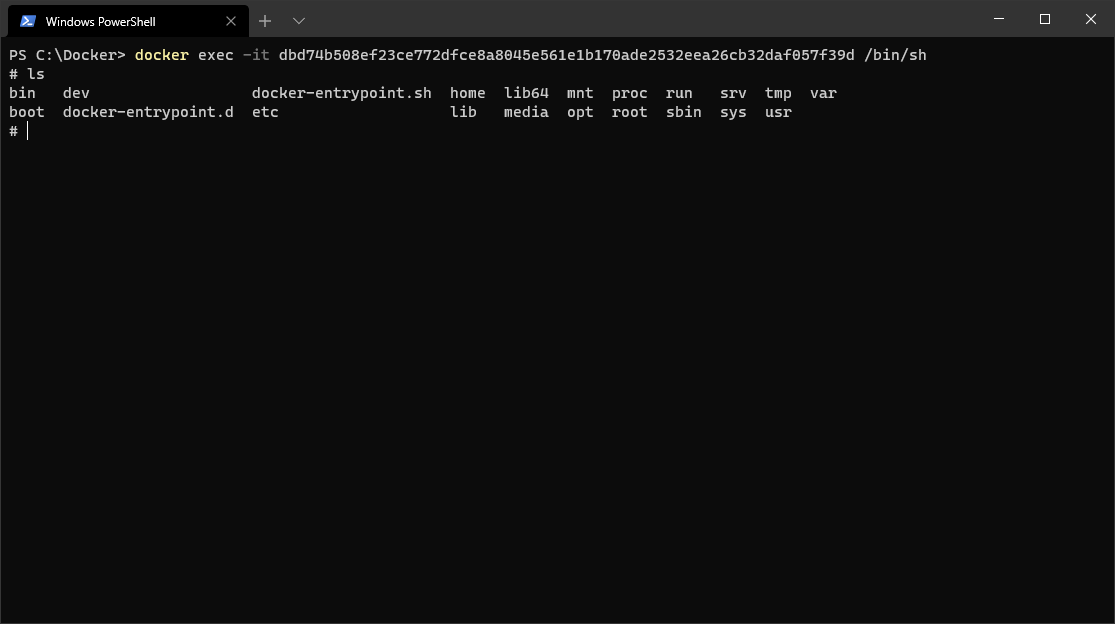 Windows PowerShell
PS C:\Docker> docker exec -it dbd74b508ef23ce772dfce8a8045e561e1b170ade2532eea26cb32daf057f39d /bin/sh
# ls
bin   dev                  docker-entrypoint.sh  home  lib64  mnt  proc  run   srv  tmp  var
boot  docker-entrypoint.d  etc                   lib   media  opt  root  sbin  sys  usr
#